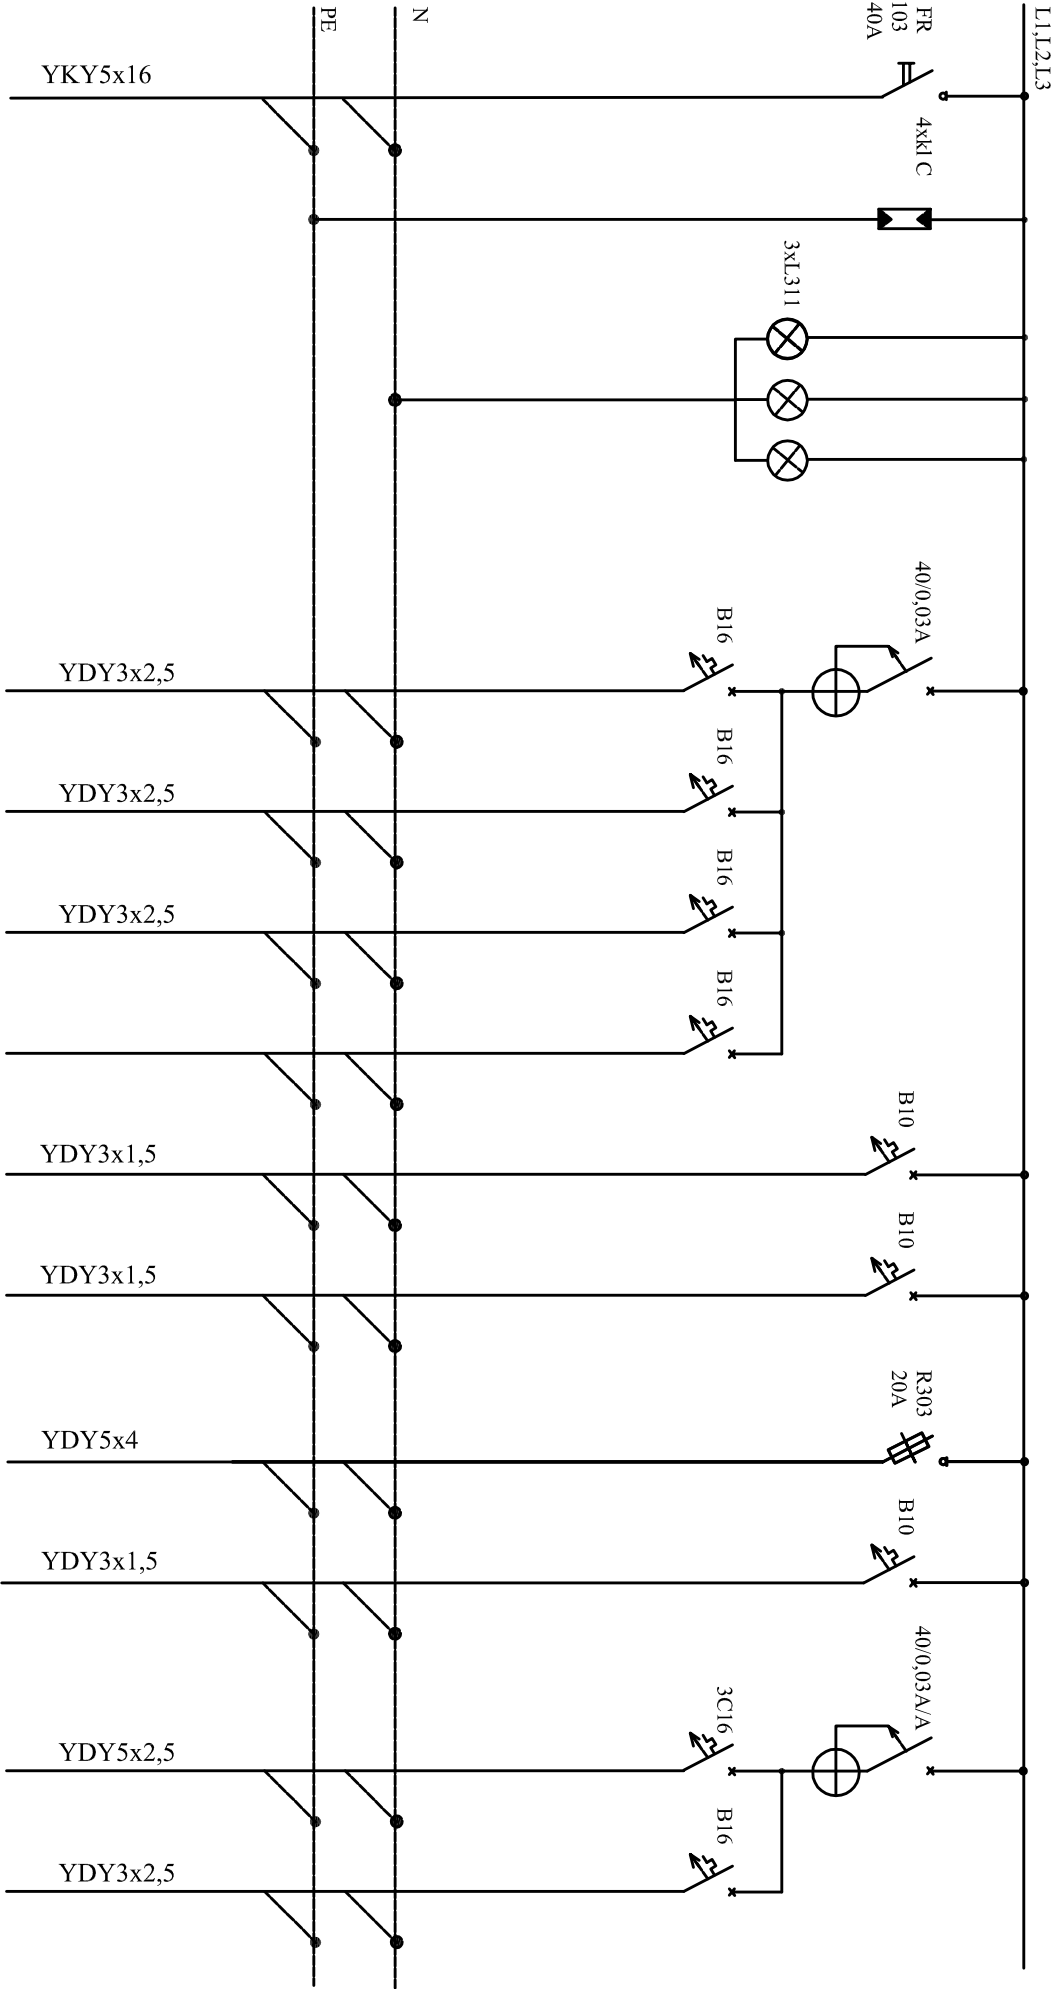 L1,L2,L3
N
PE
FR
103
40A
YKY5x16
4xkl C
3xL311
40/0,03A
B16
YDY3x2,5
B16
YDY3x2,5
B16
YDY3x2,5
B16
B10
YDY3x1,5
B10
YDY3x1,5
R303
20A
YDY5x4
B10
YDY3x1,5
40/0,03A/A
3C16
YDY5x2,5
B16
YDY3x2,5